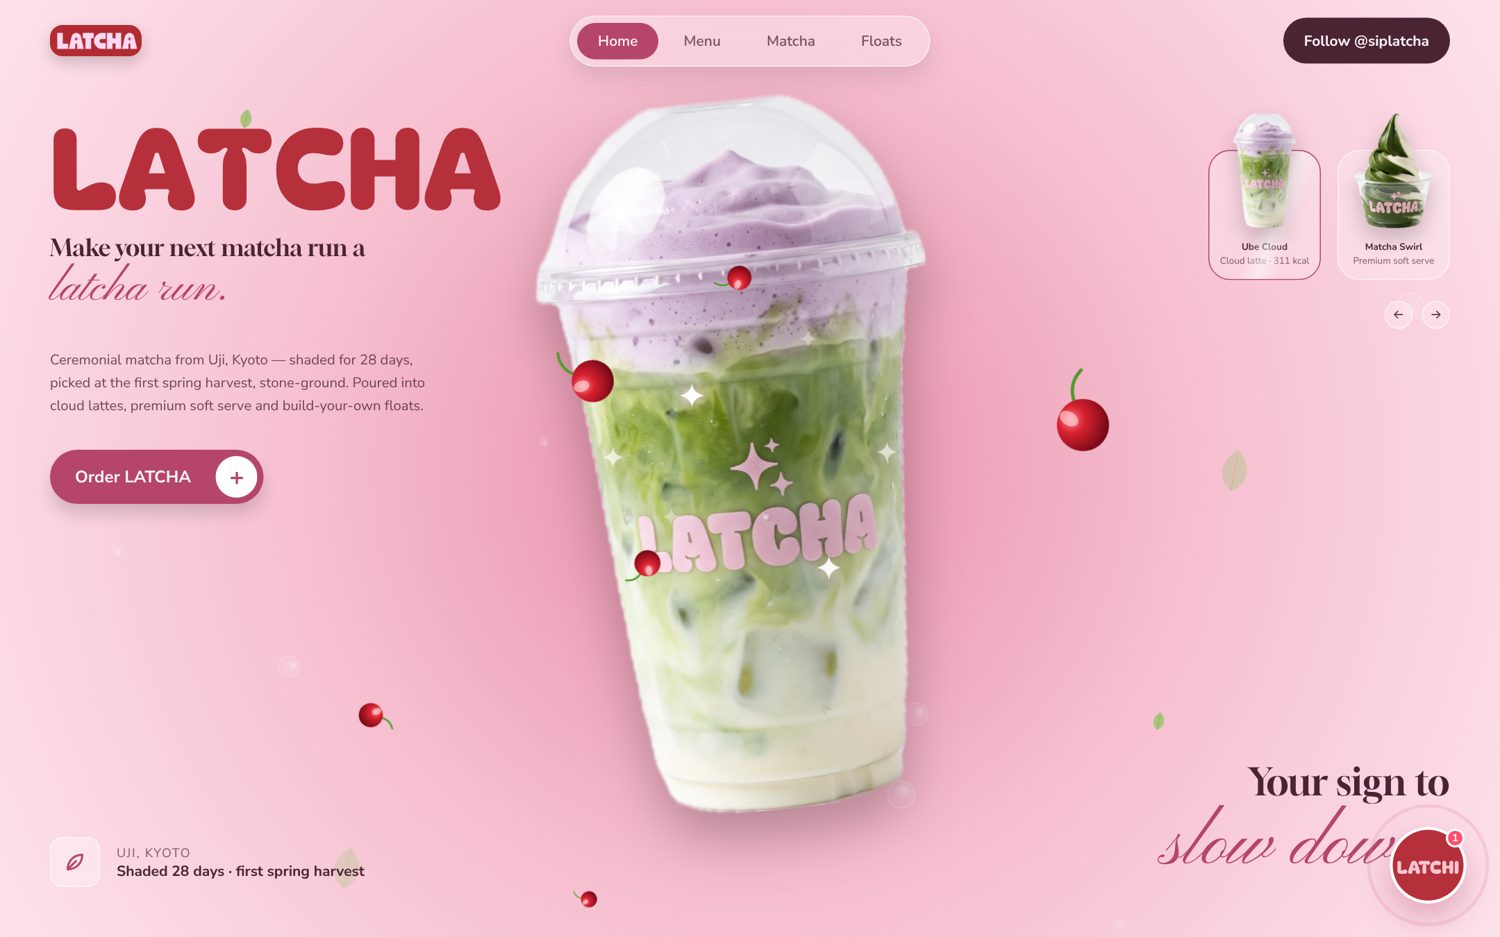 LATCHA
Home
Menu
Matcha
Floats
Follow @siplatcha
LATCHA
Make your next matcha run a
latcha run.
Ceremonial matcha from Uji, Kyoto — shaded for 28 days,
picked at the first spring harvest, stone-ground. Poured into
cloud lattes, premium soft serve and build-your-own floats.
Order LATCHA
+
LATCHA
LATCHA
Ube Cloud
Cloud latte · 311 kcal
LATCHA
Matcha Swirl
Premium soft serve
UJI, KYOTO
Shaded 28 days · first spring harvest
Your sign to
slow dow
1
LATCHI